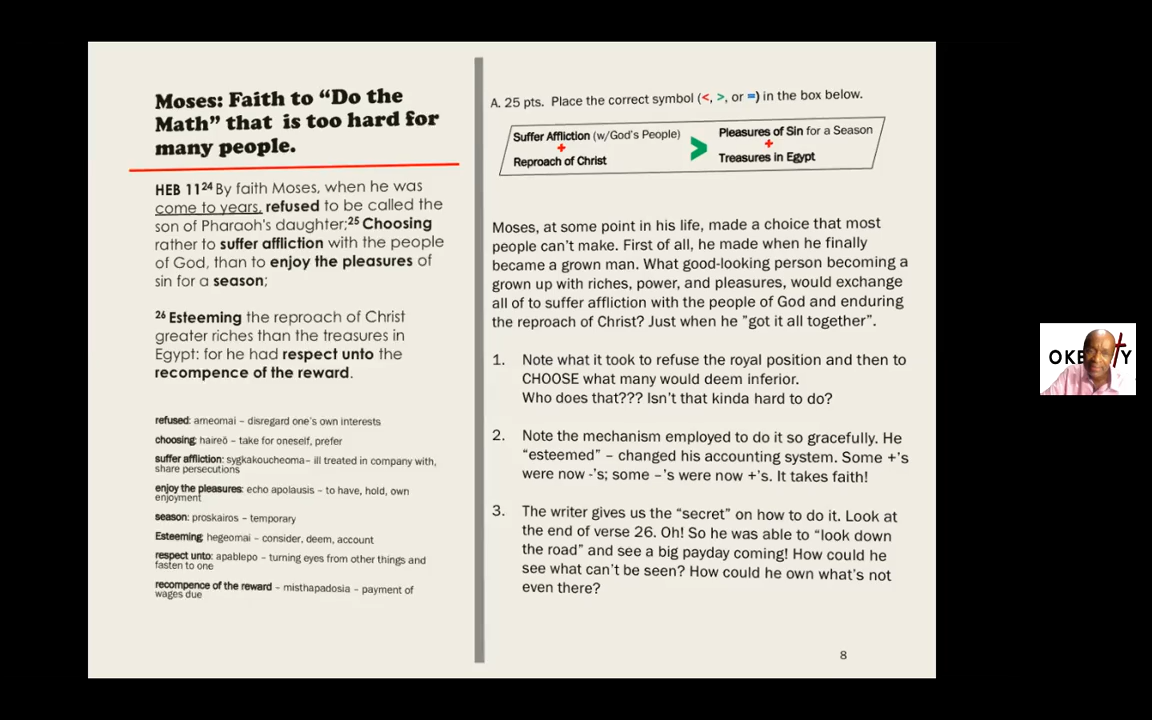 Moses: Faith to “Do the
Math” that is too hard for
many people.
HEB 11²⁴ By faith Moses, when he was
come to years, refused to be called the
son of Pharaoh's daughter;²⁵ Choosing
rather to suffer affliction with the people
of God, than to enjoy the pleasures of
sin for a season;
²⁶ Esteeming the reproach of Christ
greater riches than the treasures in
Egypt: for he had respect unto the
recompence of the reward.
refused: ameomai – disregard one's own interests
choosing: haireō – take for oneself, prefer
suffer affliction: sygkakoucheoma– ill treated in company with,
share persecutions
enjoy the pleasures: echo apolausis – to have, hold, own
enjoyment
season: proskairos – temporary
Esteeming: hegeomai – consider, deem, account
respect unto: apablepo – turning eyes from other things and
fasten to one
recompence of the reward – misthapadosia – payment of
wages due
A. 25 pts. Place the correct symbol (<, >, or =) in the box below.
Suffer Affliction (w/God's People)
+
Reproach of Christ
>
Pleasures of Sin for a Season
+
Treasures in Egypt
Moses, at some point in his life, made a choice that most
people can't make. First of all, he made when he finally
became a grown man. What good-looking person becoming a
grown up with riches, power, and pleasures, would exchange
all of to suffer affliction with the people of God and enduring
the reproach of Christ? Just when he ”got it all together”.
1. Note what it took to refuse the royal position and then to
CHOOSE what many would deem inferior.
Who does that??? Isn't that kinda hard to do?
2. Note the mechanism employed to do it so gracefully. He
“esteemed” – changed his accounting system. Some +'s
were now -'s; some –'s were now +'s. It takes faith!
3. The writer gives us the “secret” on how to do it. Look at
the end of verse 26. Oh! So he was able to “look down
the road” and see a big payday coming! How could he
see what can't be seen? How could he own what's not
even there?
8